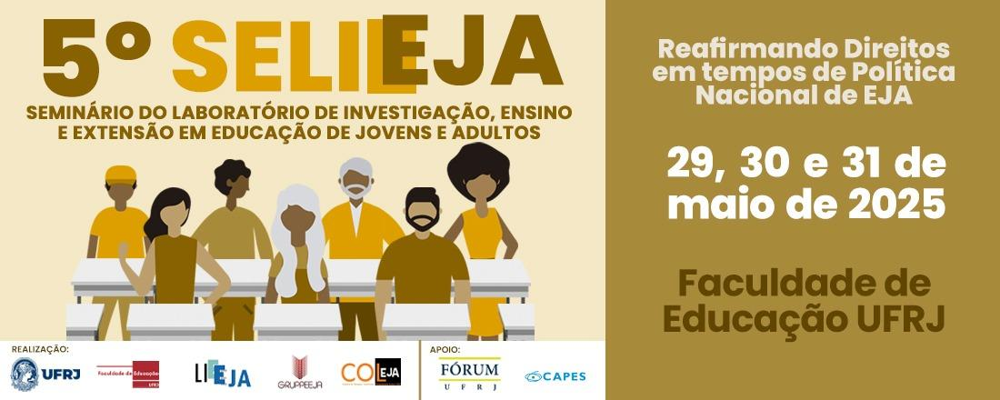 5º SELIEJA
SEMINÁRIO DO LABORATÓRIO DE INVESTIGAÇÃO, ENSINO
E EXTENSÃO EM EDUCAÇÃO DE JOVENS E ADULTOS
Reafirmando Direitos
em tempos de Política
Nacional de EJA
29, 30 e 31 de
maio de 2025
Faculdade de
Educação UFRJ
REALIZAÇÃO:
UFRJ
Faculdade de Educação
UFRJ
LIEJA
GRUPPEEJA
COLEJA
APOIO:
FÓRUM
UFRJ
CAPES